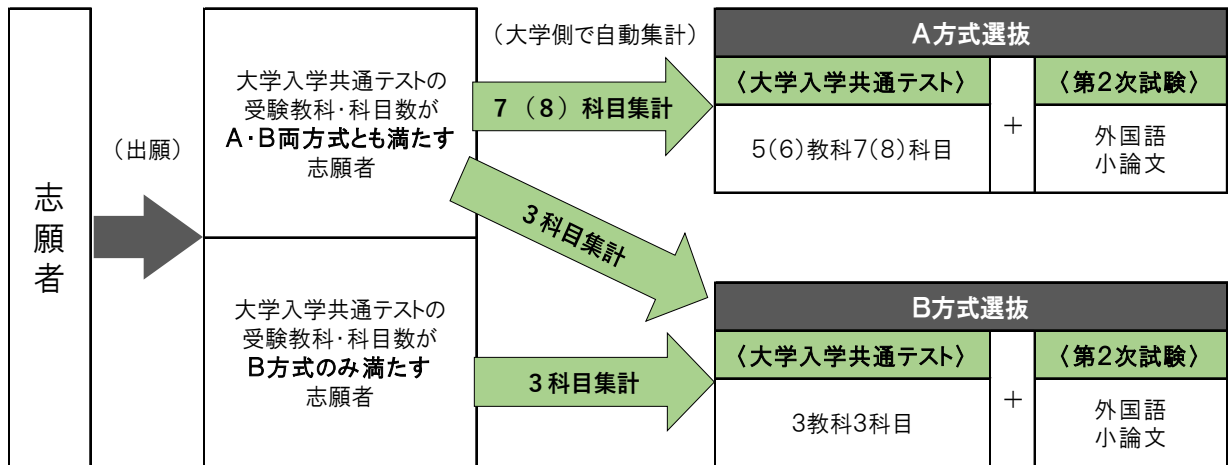 志願者
（出願）
大学入学共通テストの
受験教科・科目数が
A・B両方式とも満たす
志願者
大学入学共通テストの
受験教科・科目数が
B方式のみ満たす
志願者
（大学側で自動集計）
７（８）科目集計
３科目集計
３科目集計
A方式選抜
〈大学入学共通テスト〉
5(6)教科7(8)科目
＋
〈第2次試験〉
外国語
小論文
B方式選抜
〈大学入学共通テスト〉
3教科3科目
＋
〈第2次試験〉
外国語
小論文